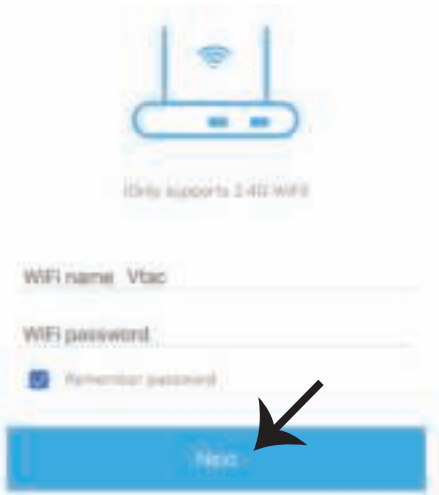 (Only supports 2.4G WiFi)
WiFi name Vtac
WiFi password
Remember password
Next